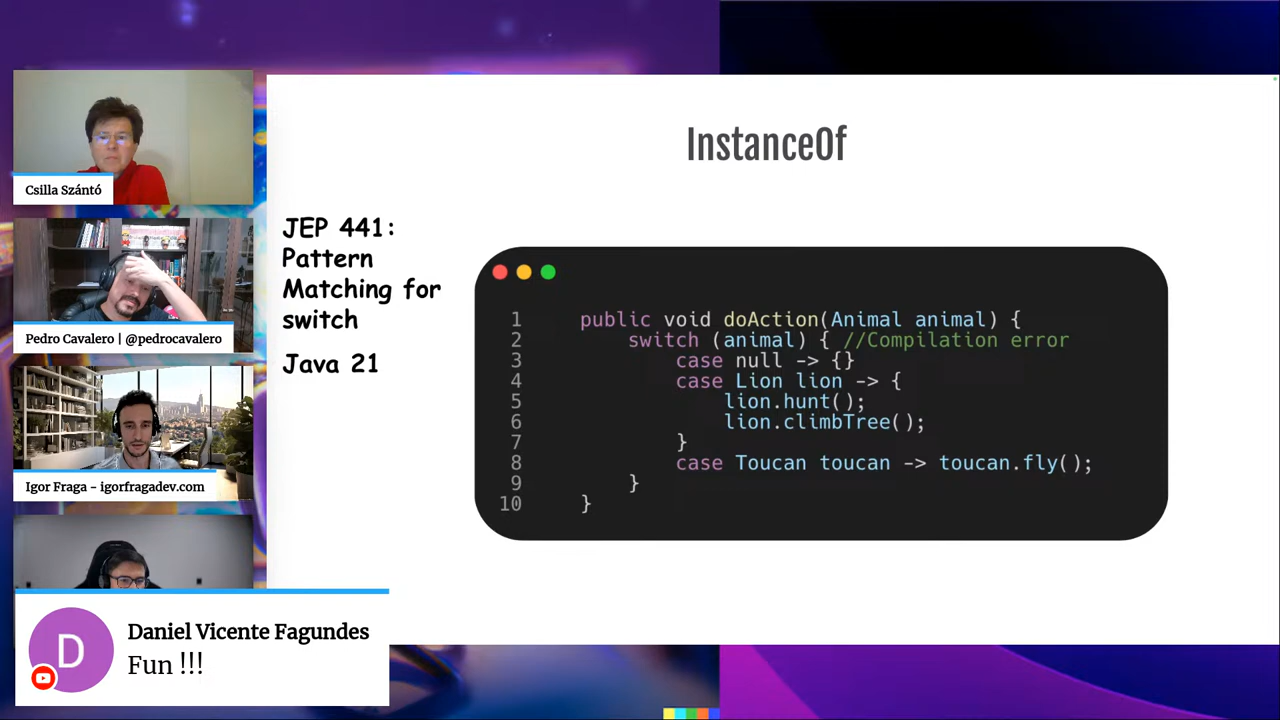 InstanceOf
Csilla Szántó
Pedro Cavalero | @pedrocavalero
Igor Fraga - igorfragadev.com
JEP 441:
Pattern
Matching for
switch
Java 21
1 public void doAction(Animal animal) {
2 switch (animal) { //Compilation error
3 case null -> {}
4 case Lion lion -> {
5 lion.hunt();
6 lion.climbTree();
7 }
8 case Toucan toucan -> toucan.fly();
9 }
10 }
D
Daniel Vicente Fagundes
Fun !!!